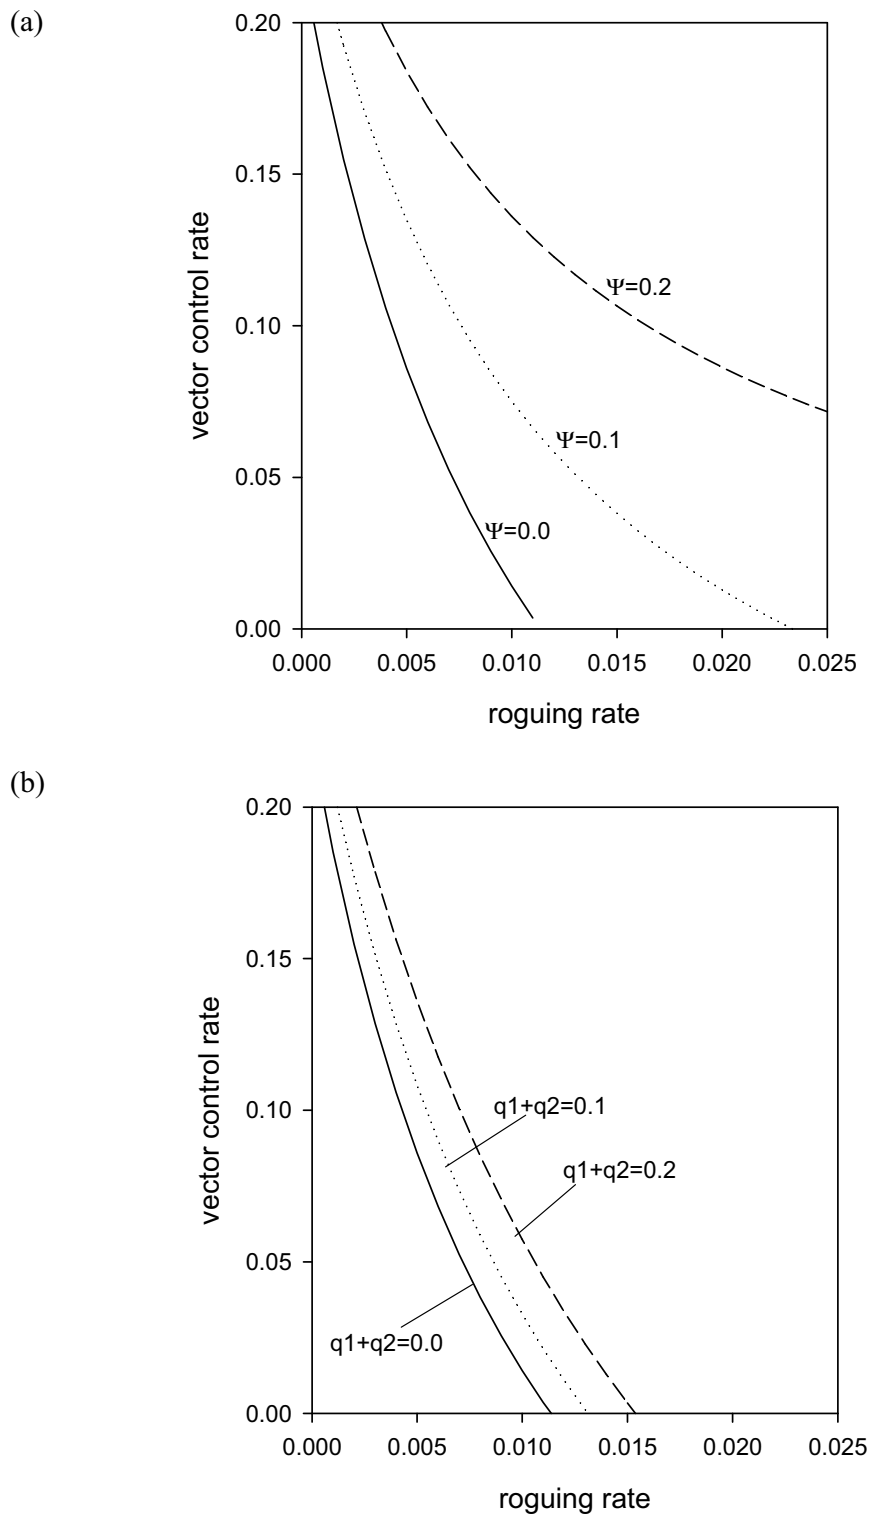 (a)
0.20
0.15
0.10
0.05
0.00
vector control rate
Ψ=0.2
Ψ=0.1
Ψ=0.0
0.000 0.005 0.010 0.015 0.020 0.025
roguing rate
(b)
0.20
0.15
0.10
0.05
0.00
vector control rate
q1+q2=0.1
q1+q2=0.2
q1+q2=0.0
0.000 0.005 0.010 0.015 0.020 0.025
roguing rate